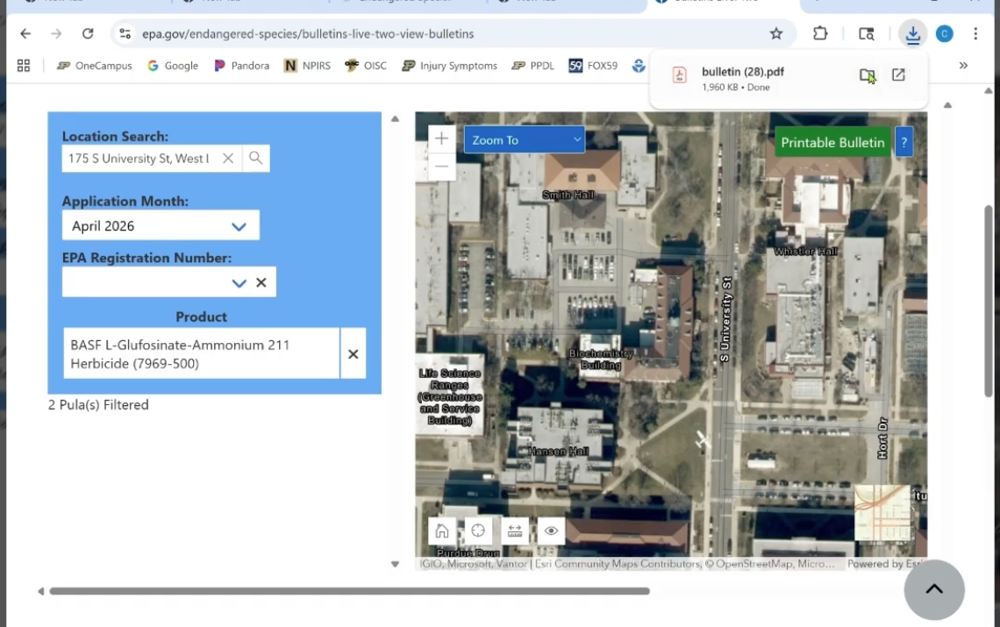 epa.gov/endangered-species/bulletins-live-two-view-bulletins
C
OneCampus
Google
Pandora
NPIRS
OISC
Injury Symptoms
PPDL
59
FOX59
»
bulletin (28).pdf
1,960 KB • Done
Location Search:
175 S University St, West l
Application Month:
April 2026
EPA Registration Number:
Product
BASF L-Glufosinate-Ammonium 211
Herbicide (7969-500)
2 Pula(s) Filtered
Zoom To
Printable Bulletin
?
Smith Hall
Whistler Hall
S University St
Biochemistry
Building
Life Science
Ranges
(Greenhouse
and Service
Building)
Hansen Hall
Hort Dr
Purdue Drug
IGIO, Microsoft, Vantor | Esri Community Maps Contributors, © OpenStreetMap, Micro...
Powered by Esri